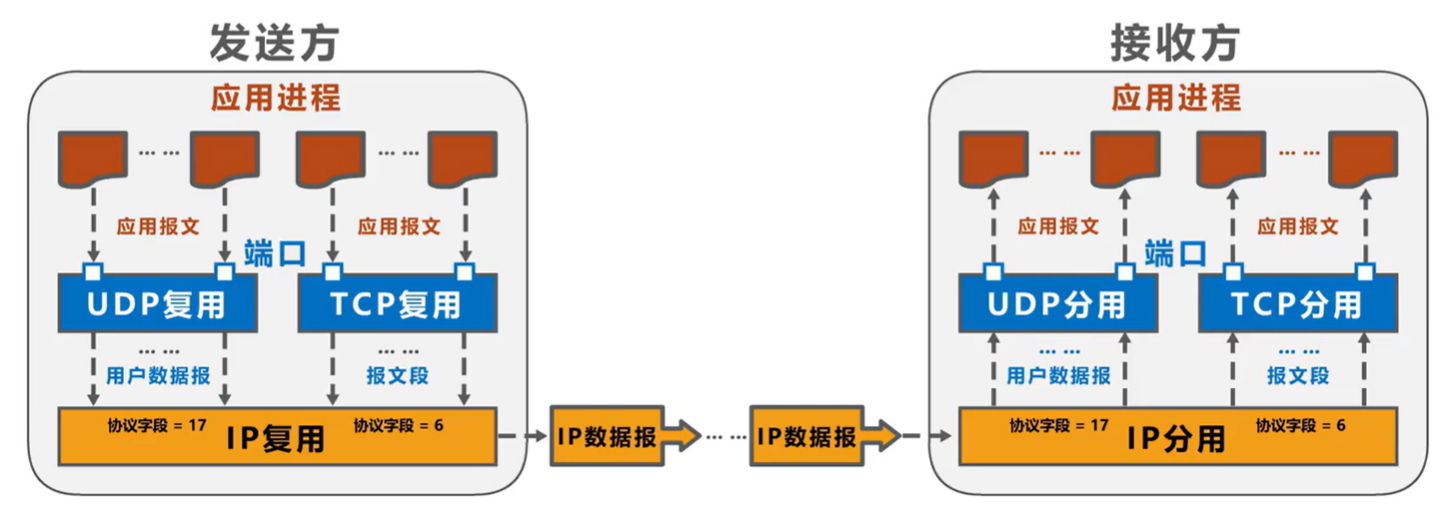 发送方
应用进程
... ...
... ...
应用报文
应用报文
端口
UDP复用
TCP复用
... ...
... ...
用户数据报
报文段
协议字段 = 17
IP复用
协议字段 = 6
IP数据报
... ...
IP数据报
接收方
应用进程
... ...
... ...
应用报文
应用报文
端口
UDP分用
TCP分用
... ...
... ...
用户数据报
报文段
协议字段 = 17
IP分用
协议字段 = 6